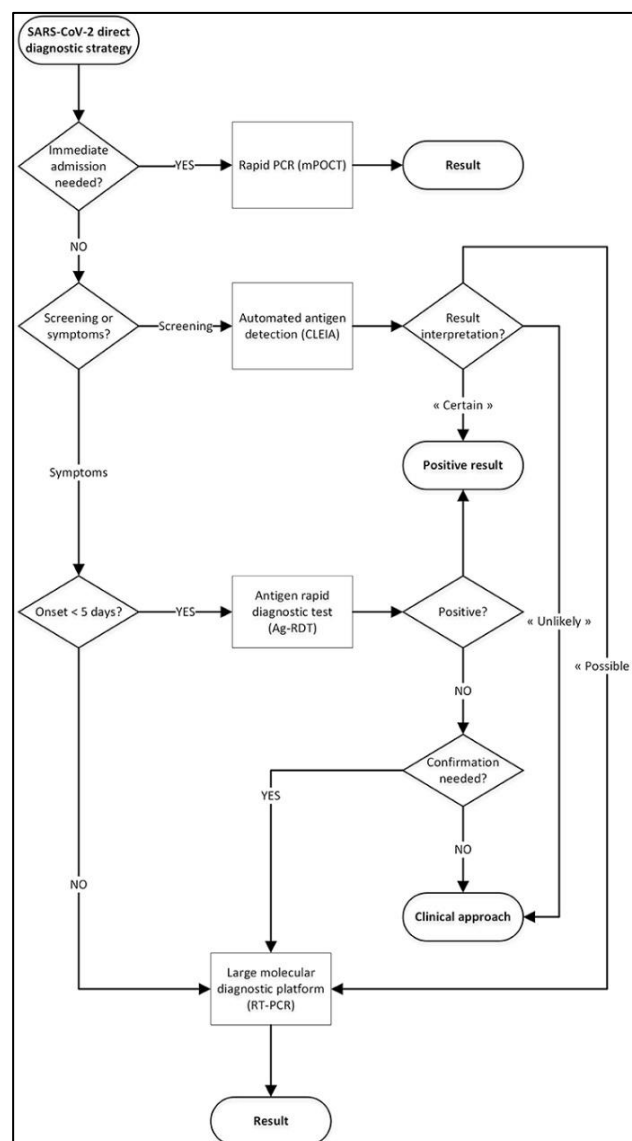 SARS-CoV-2 direct
diagnostic strategy
Immediate
admission
needed?
YES
Rapid PCR (mPOCT)
Result
NO
Screening or
symptoms?
Screening
Automated antigen
detection (CLEIA)
Result
interpretation?
« Certain »
Positive result
Symptoms
Onset < 5 days?
YES
Antigen rapid
diagnostic test
(Ag-RDT)
Positive?
« Unlikely »
« Possible
NO
Confirmation
needed?
YES
NO
NO
Clinical approach
Large molecular
diagnostic platform
(RT-PCR)
Result